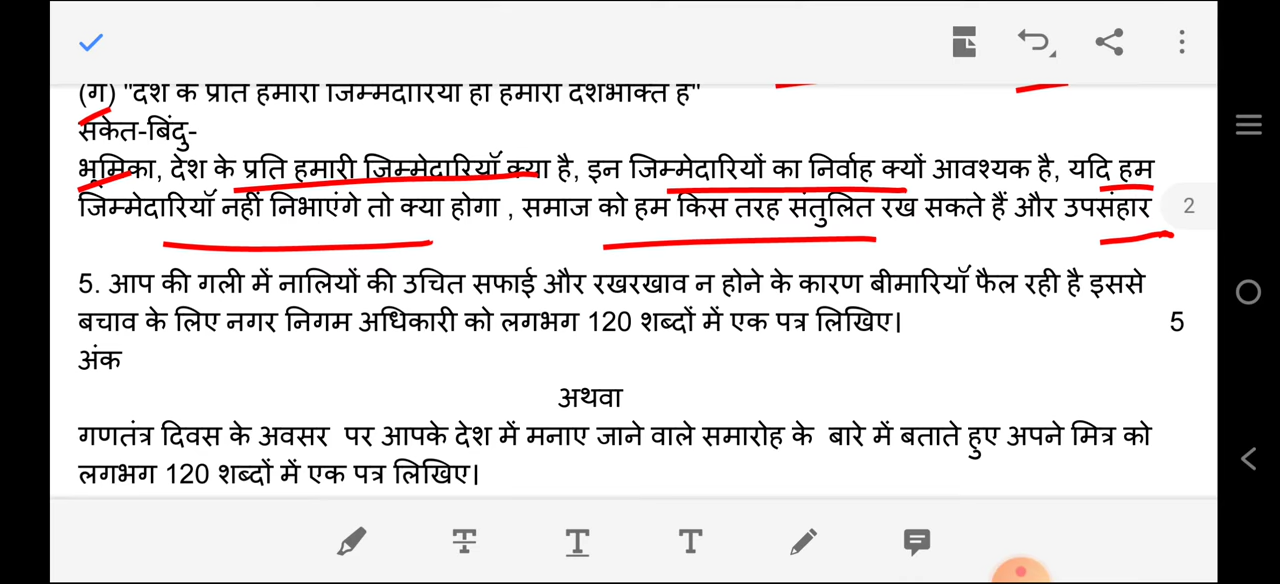 (ग) "देश के प्रति हमारी जिम्मेदारियाँ ही हमारी देशभक्ति है"
संकेत-बिंदु-
भूमिका, देश के प्रति हमारी जिम्मेदारियॉ क्या है, इन जिम्मेदारियों का निर्वाह क्यों आवश्यक है, यदि हम
जिम्मेदारियॉ नहीं निभाएंगे तो क्या होगा , समाज को हम किस तरह संतुलित रख सकते हैं और उपसंहार
2
5. आप की गली में नालियों की उचित सफाई और रखरखाव न होने के कारण बीमारियॉ फैल रही है इससे
बचाव के लिए नगर निगम अधिकारी को लगभग 120 शब्दों में एक पत्र लिखिए। 5
अंक
अथवा
गणतंत्र दिवस के अवसर पर आपके देश में मनाए जाने वाले समारोह के बारे में बताते हुए अपने मित्र को
लगभग 120 शब्दों में एक पत्र लिखिए।
T
T
T